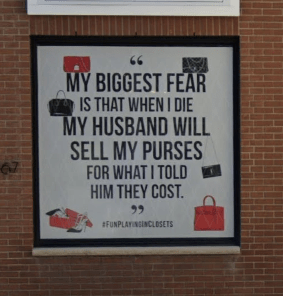 “
MY BIGGEST FEAR
IS THAT WHEN I DIE
MY HUSBAND WILL
SELL MY PURSES
FOR WHAT I TOLD
HIM THEY COST.
”
#FUNPLAYINGINCLOSETS